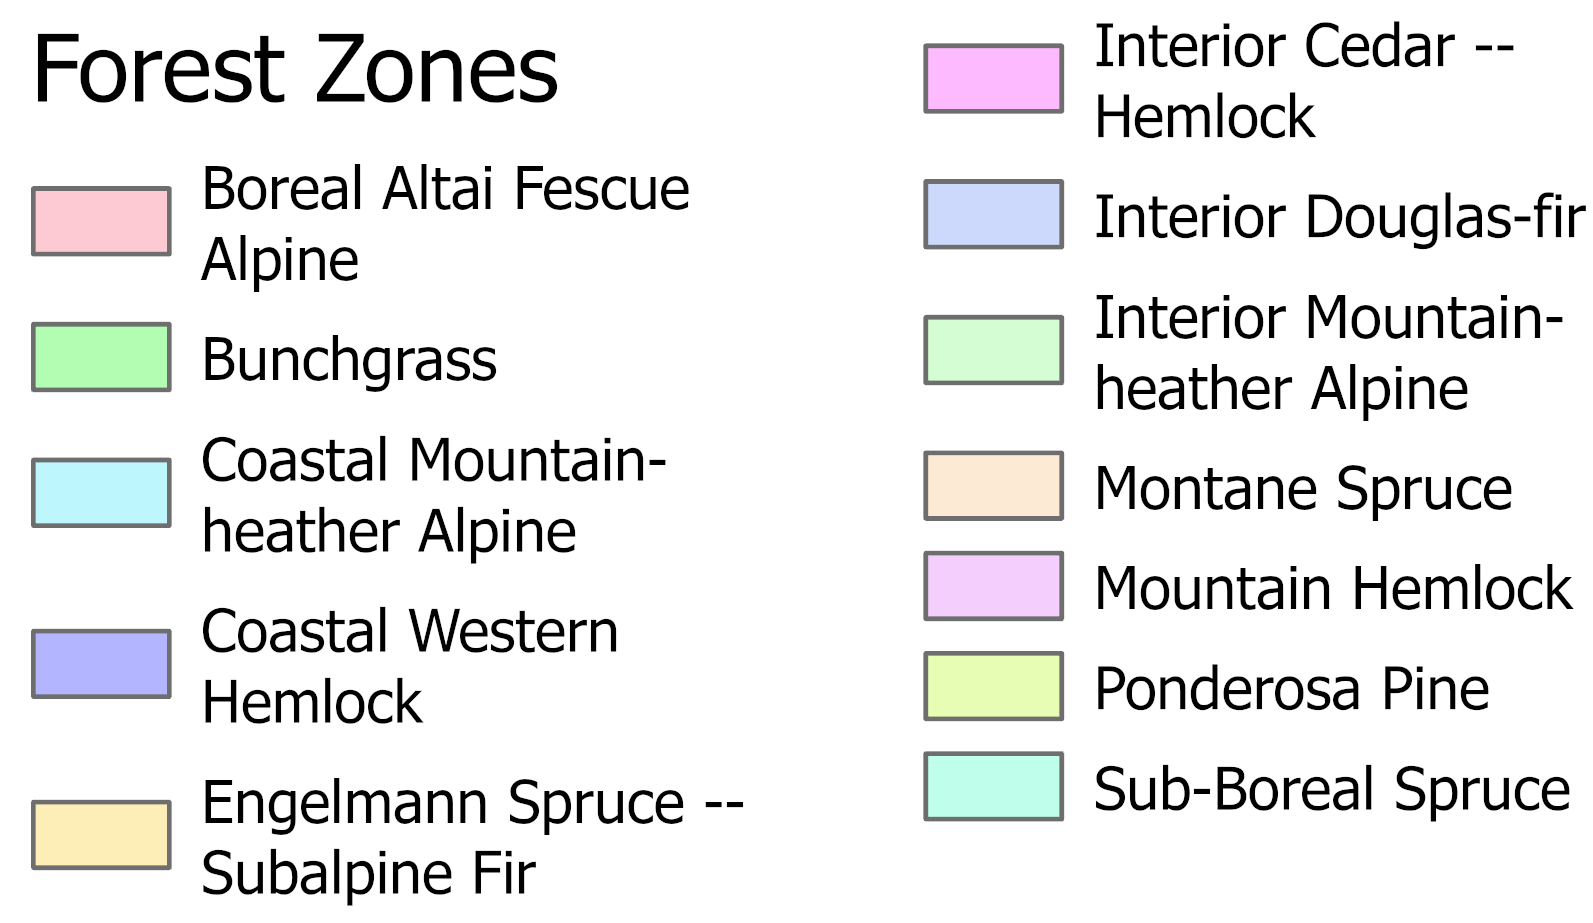 Forest Zones
Boreal Altai Fescue
Alpine
Bunchgrass
Coastal Mountain-
heather Alpine
Coastal Western
Hemlock
Engelmann Spruce --
Subalpine Fir
Interior Cedar --
Hemlock
Interior Douglas-fir
Interior Mountain-
heather Alpine
Montane Spruce
Mountain Hemlock
Ponderosa Pine
Sub-Boreal Spruce